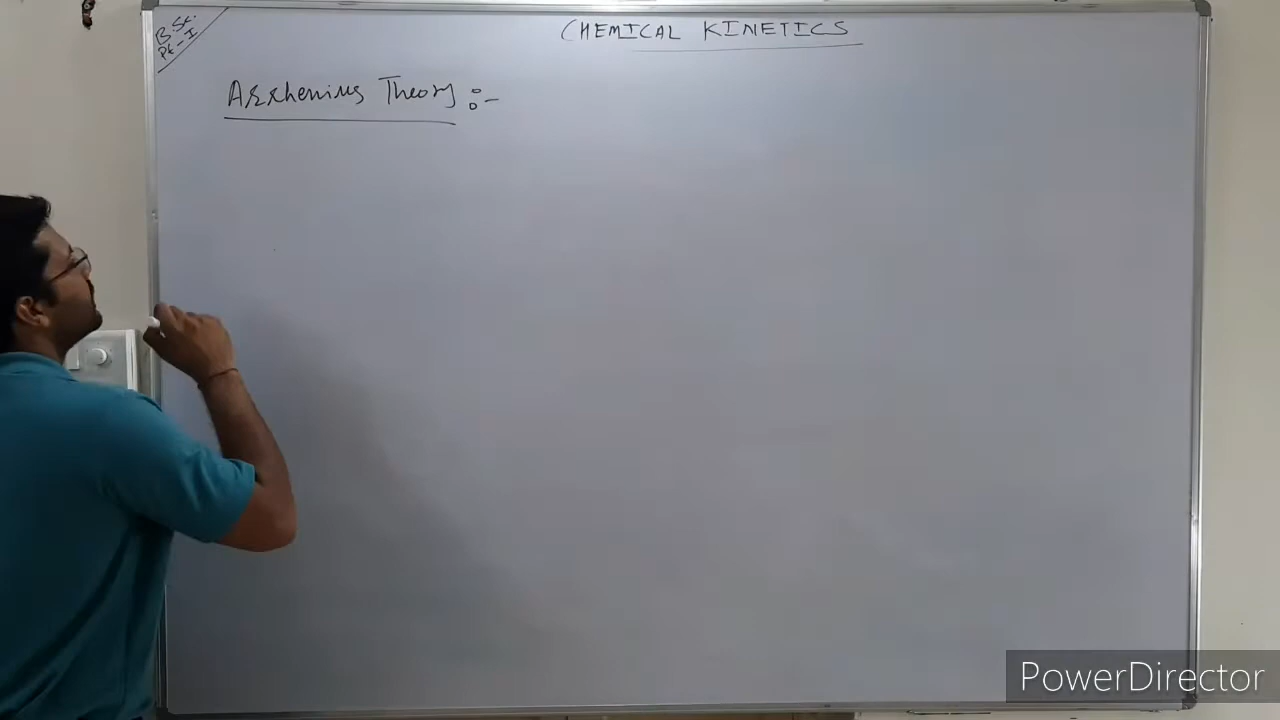 B.Sc.
Pt-I
CHEMICAL KINETICS
Arrhenius Theory :-
PowerDirector